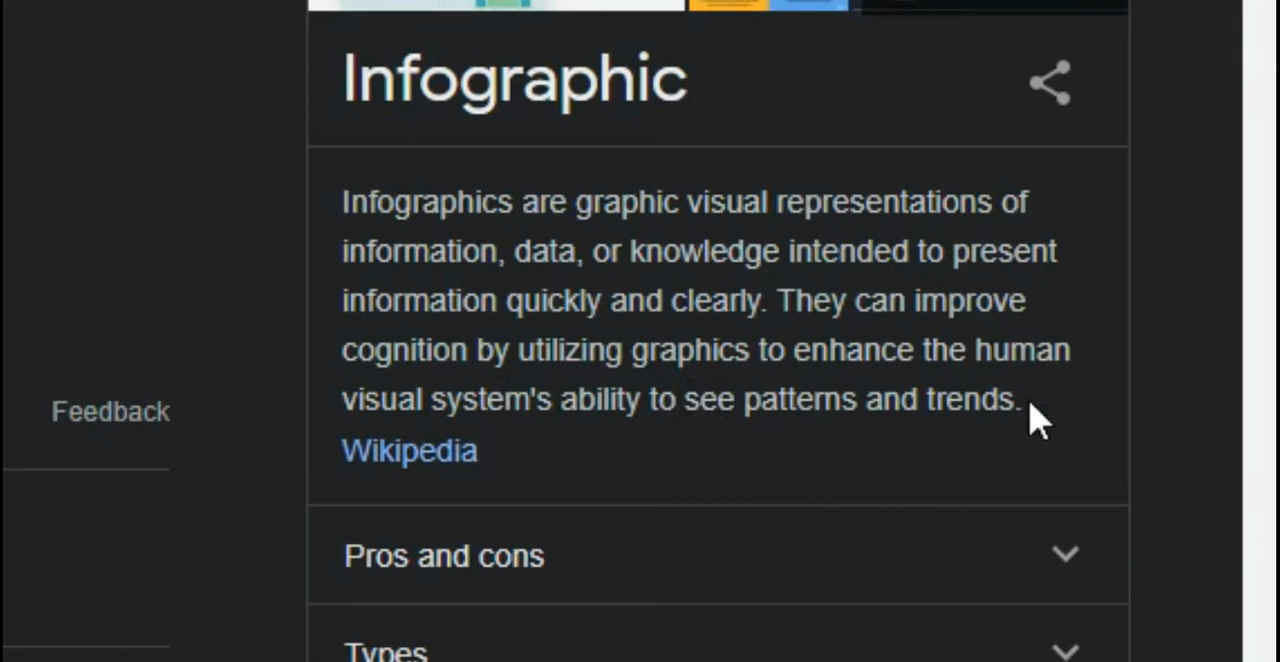 Infographic
Infographics are graphic visual representations of
information, data, or knowledge intended to present
information quickly and clearly. They can improve
cognition by utilizing graphics to enhance the human
visual system's ability to see patterns and trends.
Wikipedia
Feedback
Pros and cons
Types